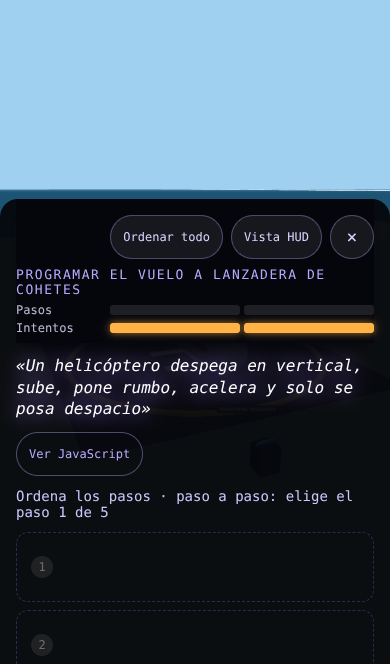 Ordenar todo
Vista HUD
×
PROGRAMAR EL VUELO A LANZADERA DE
COHETES
Pasos
Intentos
«Un helicóptero despega en vertical,
sube, pone rumbo, acelera y solo se
posa despacio»
Ver JavaScript
Ordena los pasos · paso a paso: elige el
paso 1 de 5
1
2